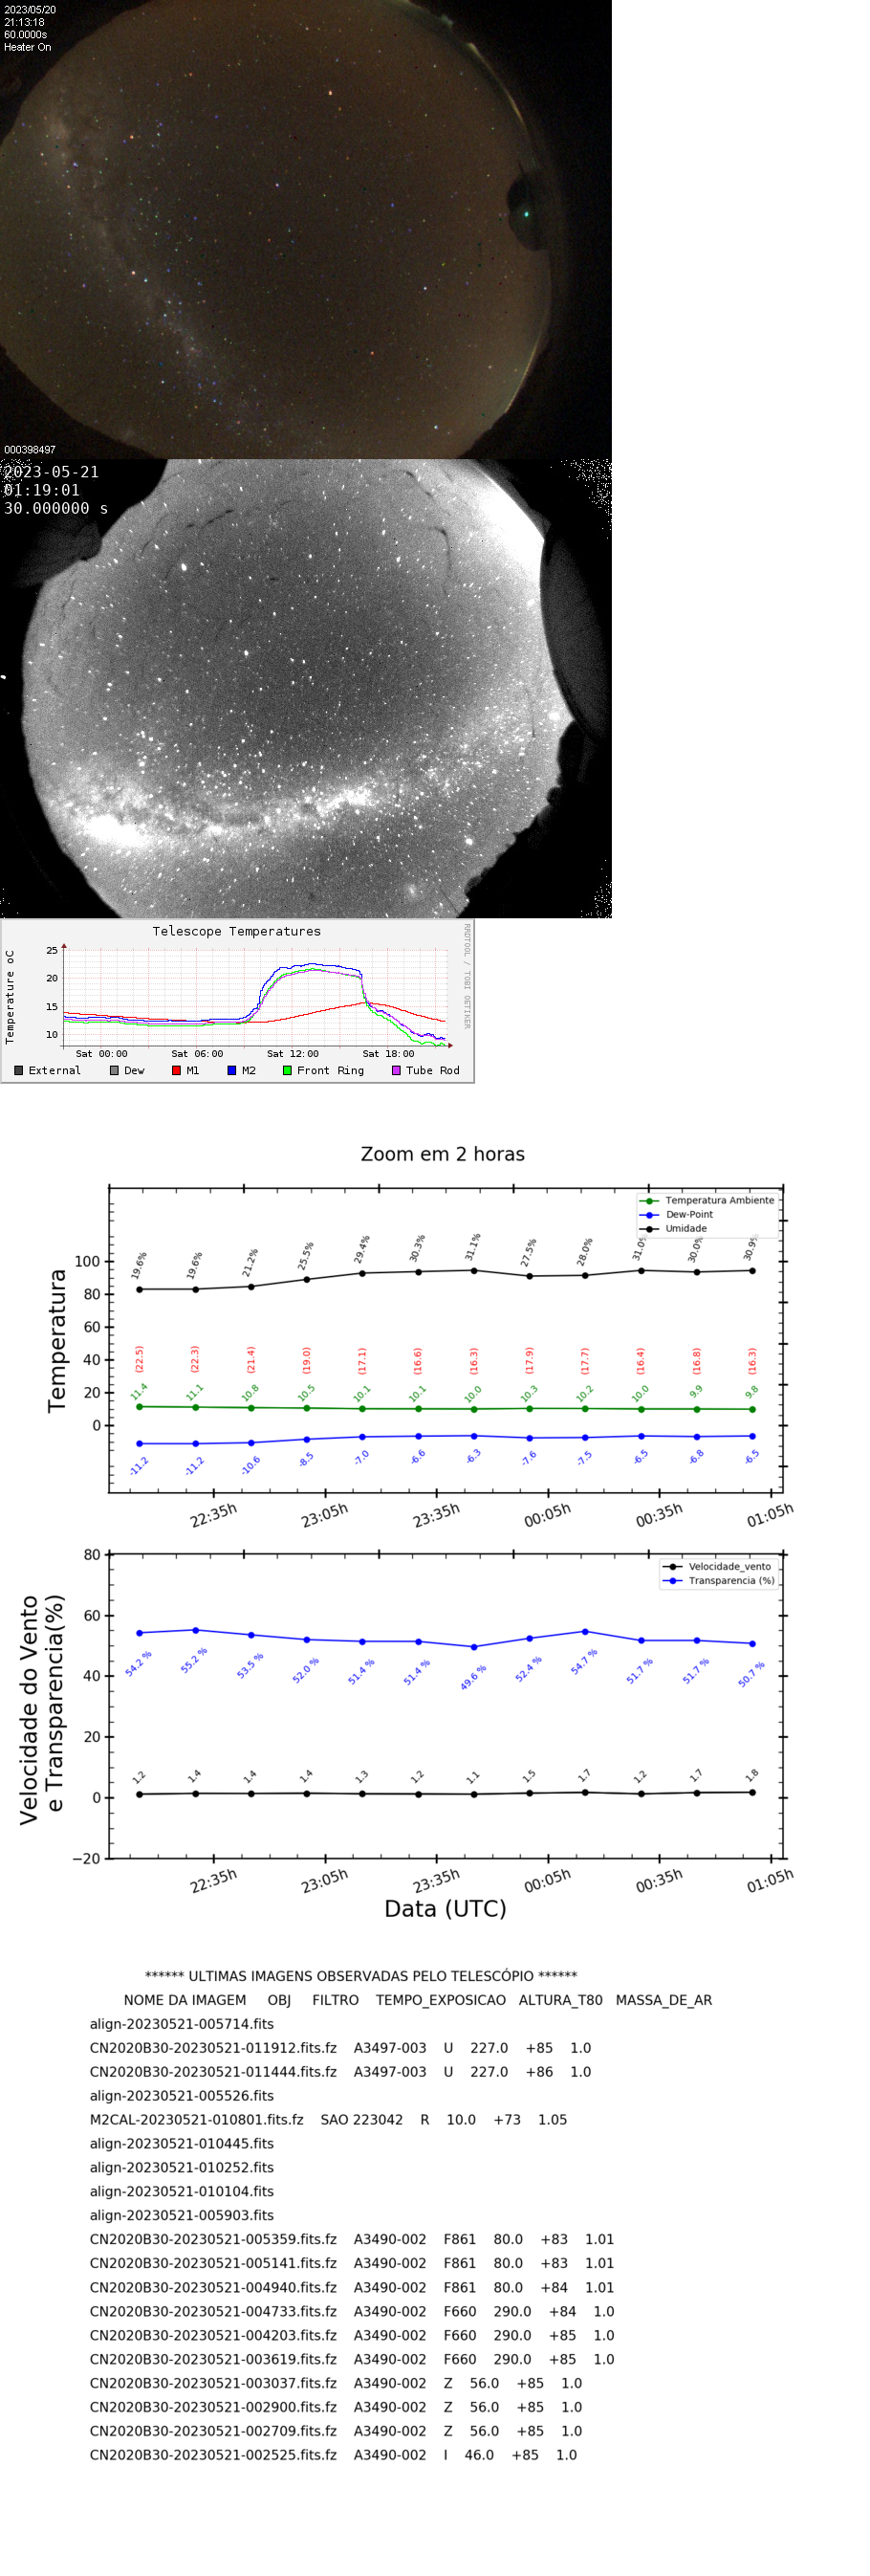 2023/05/20
21:13:18
60.0000s
Heater On
000398497
2023-05-21
01:19:01
30.000000 s
Telescope Temperatures
RRDTOOL / TOBI OETIKER
Temperature oC
25
20
15
10
Sat 00:00 Sat 06:00 Sat 12:00 Sat 18:00
External Dew M1 M2 Front Ring Tube Rod
Zoom em 2 horas
Temperatura Ambiente
Dew-Point
Umidade
Temperatura
100
80
60
40
20
0
19.6% 19.6% 21.2% 25.5% 29.4% 30.3% 31.1% 27.5% 28.0% 31.0% 30.0% 30.9%
(22.5) (22.3) (21.4) (19.0) (17.1) (16.6) (16.3) (17.9) (17.7) (16.4) (16.8) (16.3)
11.4 11.1 10.8 10.5 10.1 10.1 10.0 10.3 10.2 10.0 9.9 9.8
-11.2 -11.2 -10.6 -8.5 -7.0 -6.6 -6.3 -7.6 -7.5 -6.5 -6.8 -6.5
22:35h 23:05h 23:35h 00:05h 00:35h 01:05h
Velocidade_vento
Transparencia (%)
Velocidade do Vento
e Transparencia(%)
80
60
40
20
0
−20
54.2 % 55.2 % 53.5 % 52.0 % 51.4 % 51.4 % 49.6 % 52.4 % 54.7 % 51.7 % 51.7 % 50.7 %
1.2 1.4 1.4 1.4 1.3 1.2 1.1 1.5 1.7 1.2 1.7 1.8
22:35h 23:05h 23:35h 00:05h 00:35h 01:05h
Data (UTC)
****** ULTIMAS IMAGENS OBSERVADAS PELO TELESCÓPIO ******
NOME DA IMAGEM OBJ FILTRO TEMPO_EXPOSICAO ALTURA_T80 MASSA_DE_AR
align-20230521-005714.fits
CN2020B30-20230521-011912.fits.fz A3497-003 U 227.0 +85 1.0
CN2020B30-20230521-011444.fits.fz A3497-003 U 227.0 +86 1.0
align-20230521-005526.fits
M2CAL-20230521-010801.fits.fz SAO 223042 R 10.0 +73 1.05
align-20230521-010445.fits
align-20230521-010252.fits
align-20230521-010104.fits
align-20230521-005903.fits
CN2020B30-20230521-005359.fits.fz A3490-002 F861 80.0 +83 1.01
CN2020B30-20230521-005141.fits.fz A3490-002 F861 80.0 +83 1.01
CN2020B30-20230521-004940.fits.fz A3490-002 F861 80.0 +84 1.01
CN2020B30-20230521-004733.fits.fz A3490-002 F660 290.0 +84 1.0
CN2020B30-20230521-004203.fits.fz A3490-002 F660 290.0 +85 1.0
CN2020B30-20230521-003619.fits.fz A3490-002 F660 290.0 +85 1.0
CN2020B30-20230521-003037.fits.fz A3490-002 Z 56.0 +85 1.0
CN2020B30-20230521-002900.fits.fz A3490-002 Z 56.0 +85 1.0
CN2020B30-20230521-002709.fits.fz A3490-002 Z 56.0 +85 1.0
CN2020B30-20230521-002525.fits.fz A3490-002 I 46.0 +85 1.0